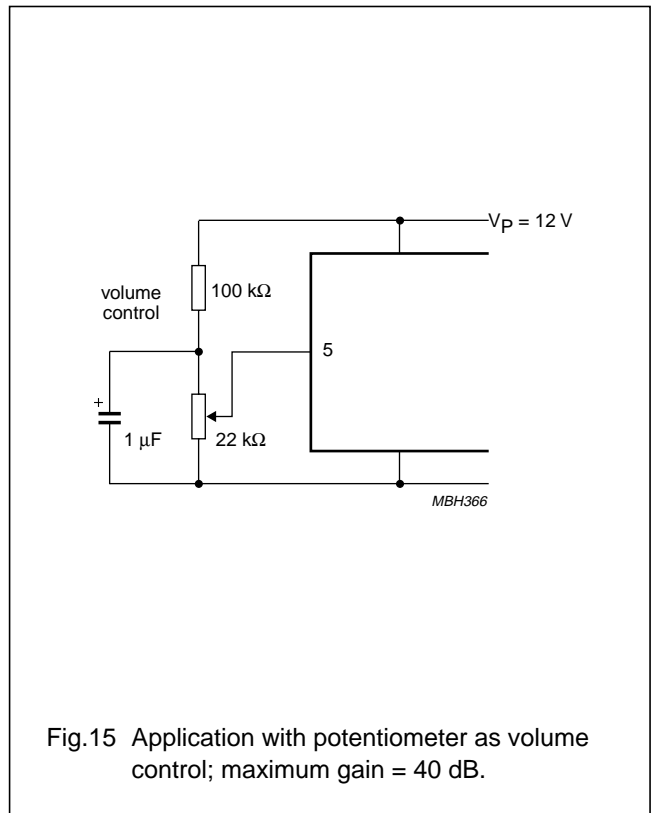 V_P = 12 V
volume
control
100 kΩ
5
+
1 μF
22 kΩ
MBH366
Fig.15 Application with potentiometer as volume
control; maximum gain = 40 dB.